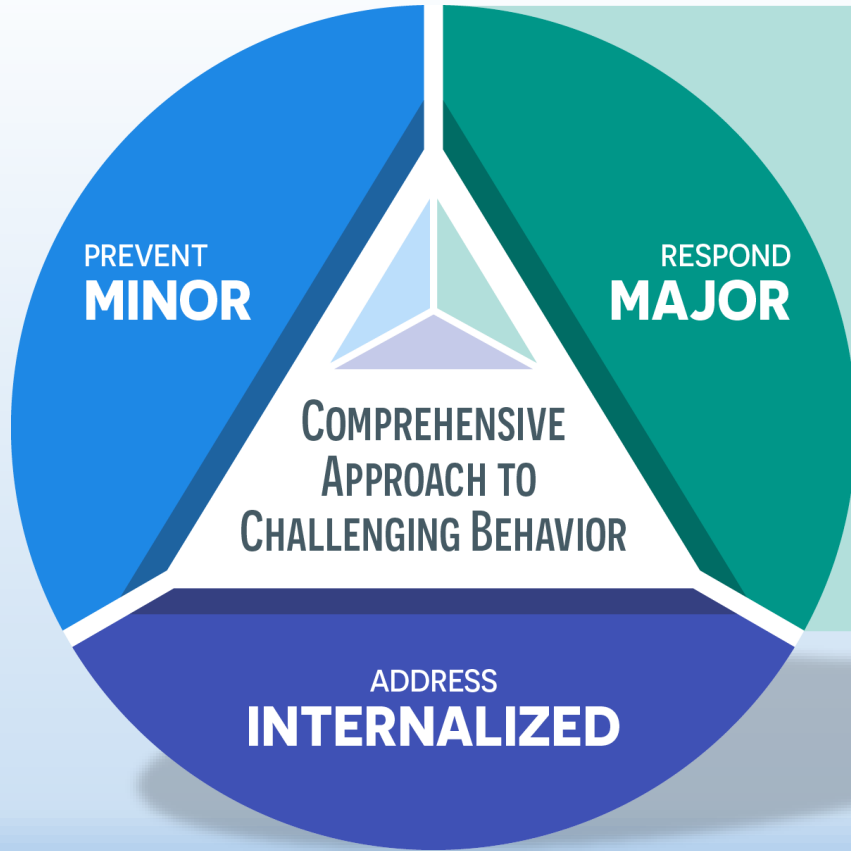 PREVENT
MINOR
RESPOND
MAJOR
COMPREHENSIVE
APPROACH TO
CHALLENGING BEHAVIOR
ADDRESS
INTERNALIZED